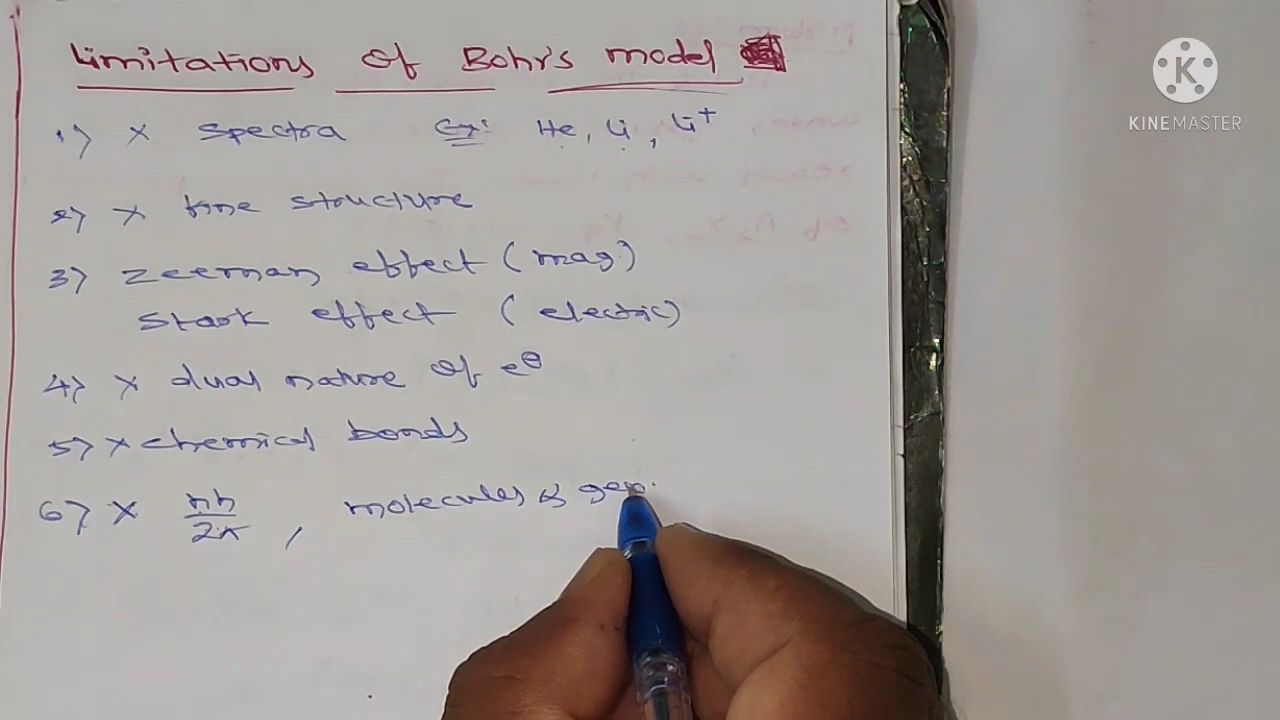 Limitations of Bohr's model
1) × spectra Ex: He, Li, Li⁺
2) × fine structure
3) Zeeman effect (mag.)
Stark effect (electric)
4) × dual nature of e⊖
5) × chemical bonds
6) × nh/2π, molecules & geo.
K
KINEMASTER